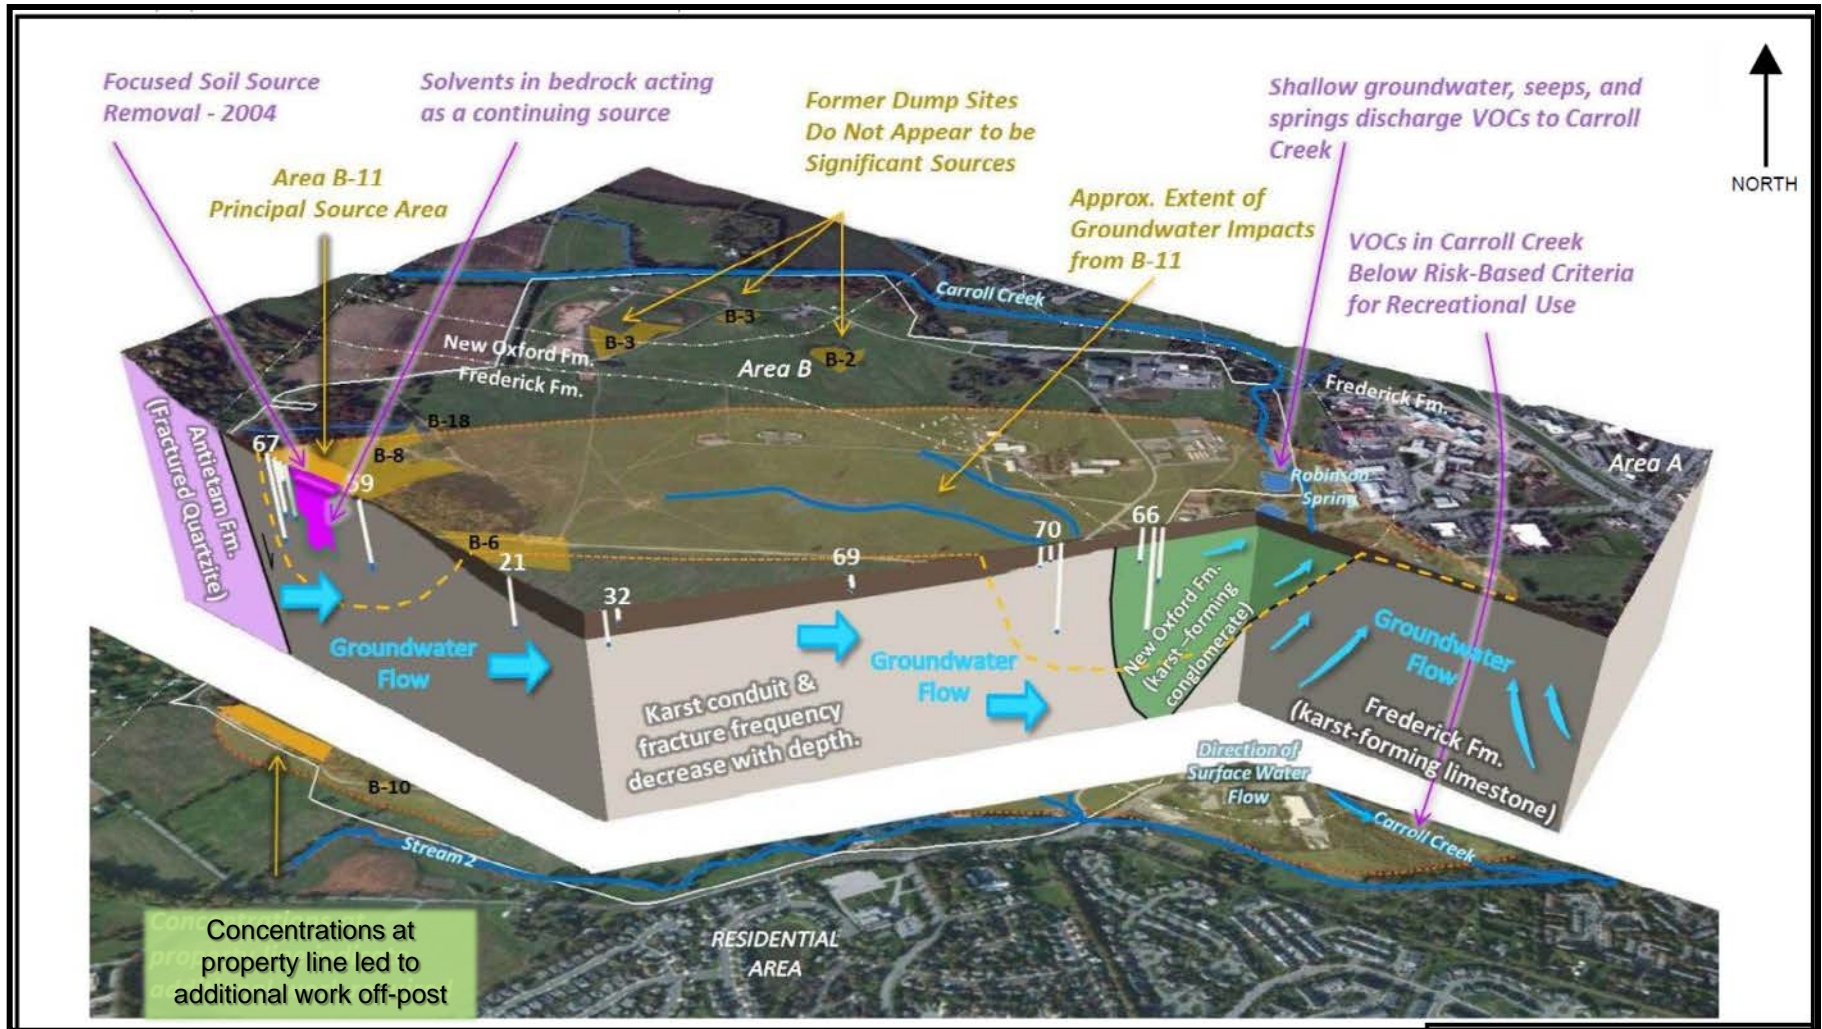 Focused Soil Source
Removal - 2004
Solvents in bedrock acting
as a continuing source
Former Dump Sites
Do Not Appear to be
Significant Sources
Shallow groundwater, seeps, and
springs discharge VOCs to Carroll
Creek
NORTH
Area B-11
Principal Source Area
Approx. Extent of
Groundwater Impacts
from B-11
VOCs in Carroll Creek
Below Risk-Based Criteria
for Recreational Use
Carroll Creek
B-3
B-3
B-2
New Oxford Fm.
Frederick Fm.
Area B
Frederick Fm.
Area A
Antietam Fm.
(Fractured Quartzite)
67
B-18
B-8
59
B-6
21
32
69
70
66
Robinson
Spring
New Oxford Fm.
(karst-forming
conglomerate)
Groundwater
Flow
Groundwater
Flow
Groundwater
Flow
Karst conduit &
fracture frequency
decrease with depth.
Frederick Fm.
(karst-forming limestone)
Direction of
Surface Water
Flow
Carroll Creek
B-10
Stream 2
RESIDENTIAL
AREA
Concentrations at
property line led to
additional work off-post